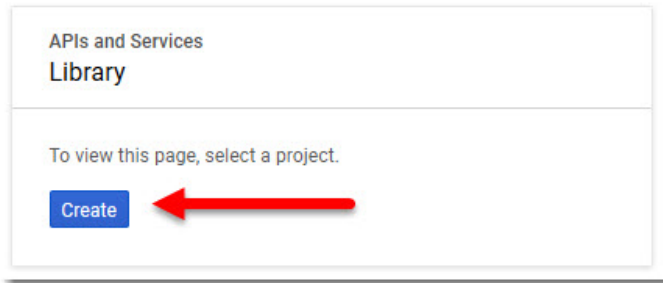 APIs and Services
Library
To view this page, select a project.
Create